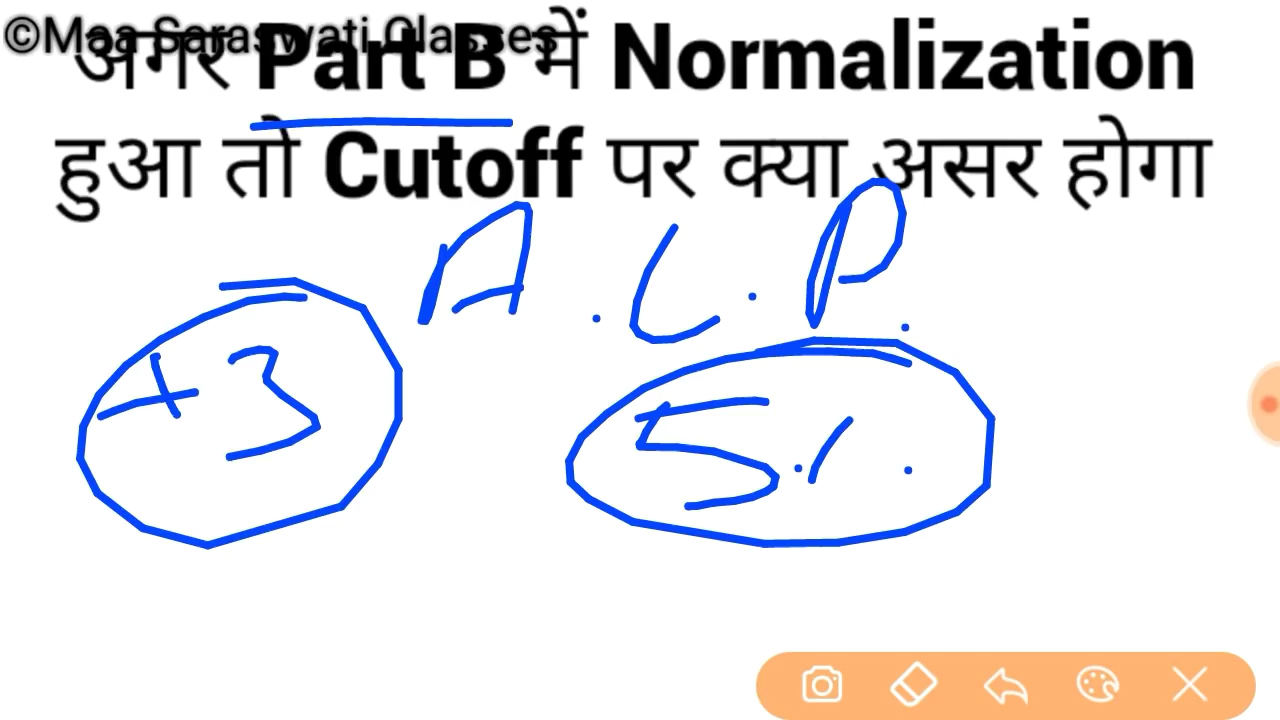 ©Maa Saraswati Classes
अगर Part B में Normalization
हुआ तो Cutoff पर क्या असर होगा
A.L.P.
+3
5%.